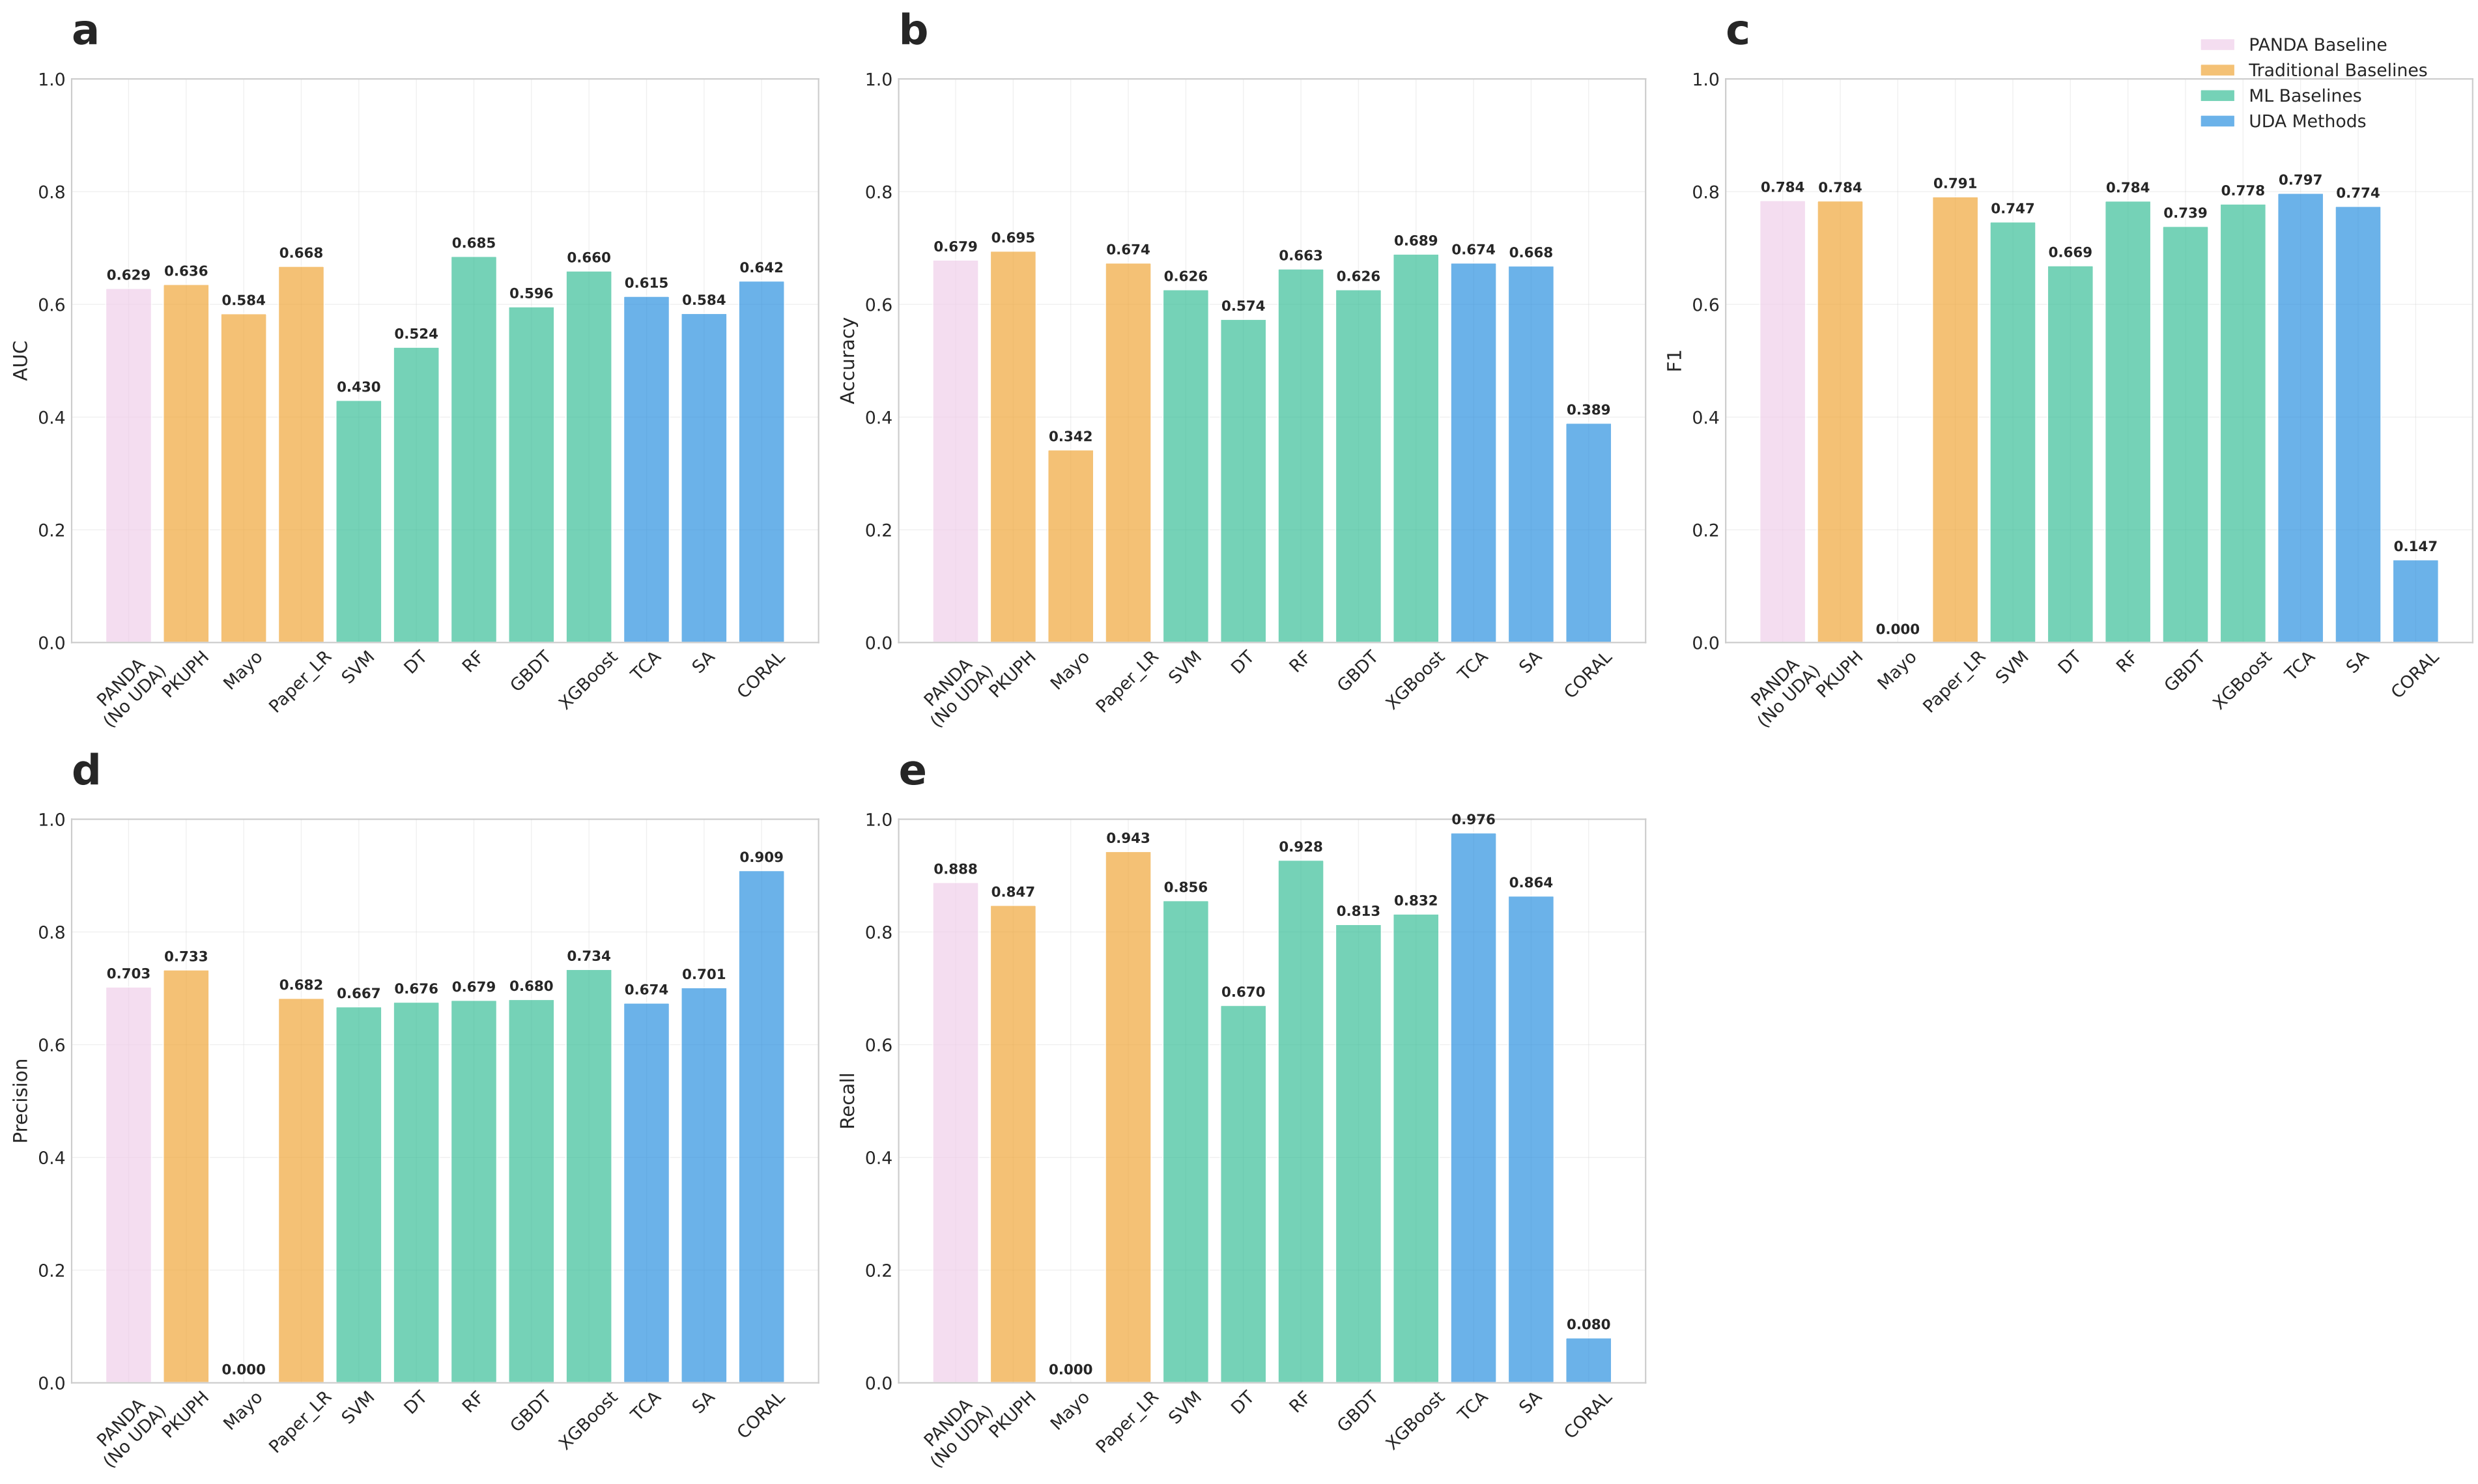 a
1.0
0.8
0.6
0.4
0.2
0.0
AUC
0.629
0.636
0.584
0.668
0.430
0.524
0.685
0.596
0.660
0.615
0.584
0.642
PANDA
(No UDA)
PKUPH
Mayo
Paper_LR
SVM
DT
RF
GBDT
XGBoost
TCA
SA
CORAL
b
1.0
0.8
0.6
0.4
0.2
0.0
Accuracy
0.679
0.695
0.342
0.674
0.626
0.574
0.663
0.626
0.689
0.674
0.668
0.389
PANDA
(No UDA)
PKUPH
Mayo
Paper_LR
SVM
DT
RF
GBDT
XGBoost
TCA
SA
CORAL
c
PANDA Baseline
Traditional Baselines
ML Baselines
UDA Methods
1.0
0.8
0.6
0.4
0.2
0.0
F1
0.784
0.784
0.000
0.791
0.747
0.669
0.784
0.739
0.778
0.797
0.774
0.147
PANDA
(No UDA)
PKUPH
Mayo
Paper_LR
SVM
DT
RF
GBDT
XGBoost
TCA
SA
CORAL
d
1.0
0.8
0.6
0.4
0.2
0.0
Precision
0.703
0.733
0.000
0.682
0.667
0.676
0.679
0.680
0.734
0.674
0.701
0.909
PANDA
(No UDA)
PKUPH
Mayo
Paper_LR
SVM
DT
RF
GBDT
XGBoost
TCA
SA
CORAL
e
1.0
0.8
0.6
0.4
0.2
0.0
Recall
0.888
0.847
0.000
0.943
0.856
0.670
0.928
0.813
0.832
0.976
0.864
0.080
PANDA
(No UDA)
PKUPH
Mayo
Paper_LR
SVM
DT
RF
GBDT
XGBoost
TCA
SA
CORAL